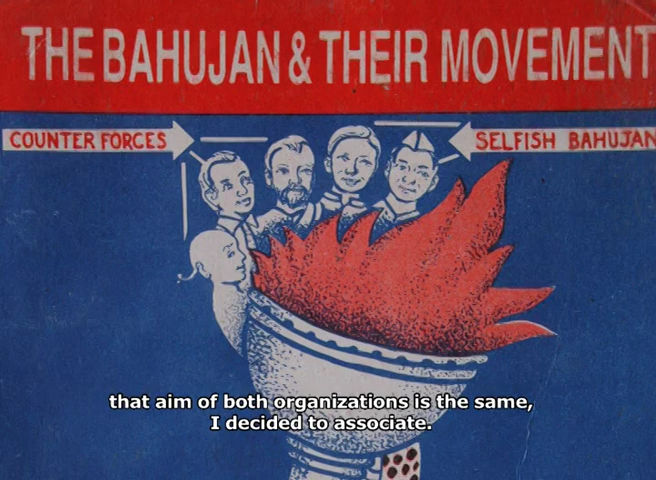 THE BAHUJAN & THEIR MOVEMENT
COUNTER FORCES
SELFISH BAHUJAN
that aim of both organizations is the same,
I decided to associate.